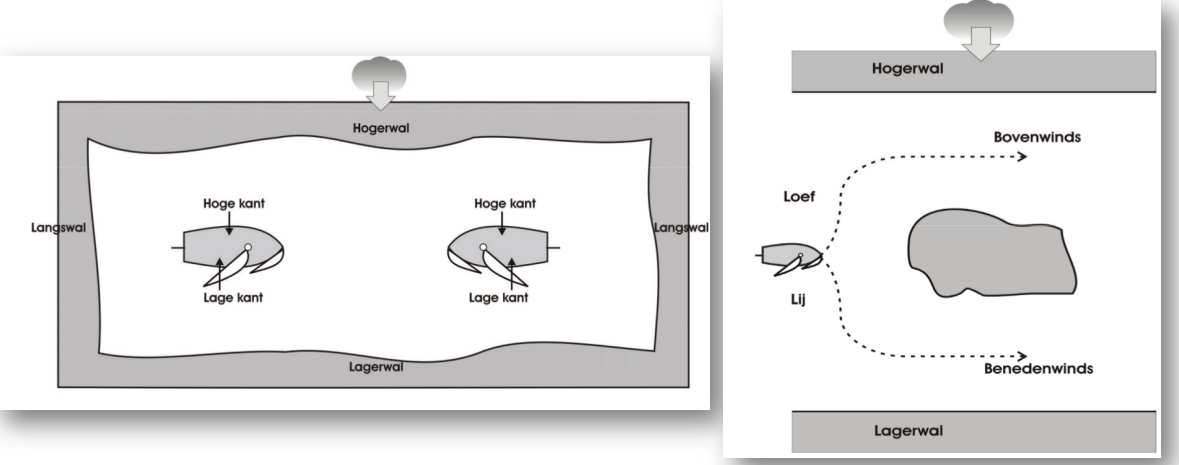 Hogerwal
Hoge kant
Hoge kant
Langswal
Langswal
Lage kant
Lage kant
Lagerwal
Hogerwal
Bovenwinds
Loef
Lij
Benedenwinds
Lagerwal